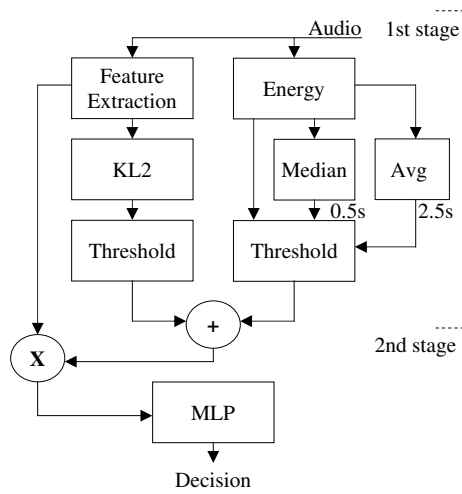 Audio
1st stage
Feature
Extraction
Energy
KL2
Median
Avg
0.5s
2.5s
Threshold
Threshold
+
2nd stage
X
MLP
Decision